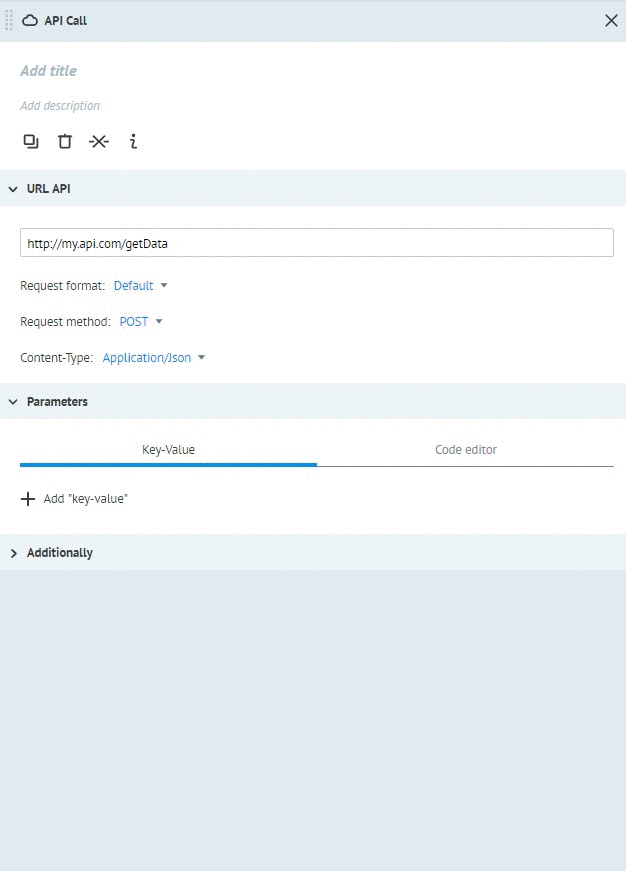 API Call
Add title
Add description
URL API
http://my.api.com/getData
Request format: Default
Request method: POST
Content-Type: Application/Json
Parameters
Key-Value Code editor
Add "key-value"
Additionally